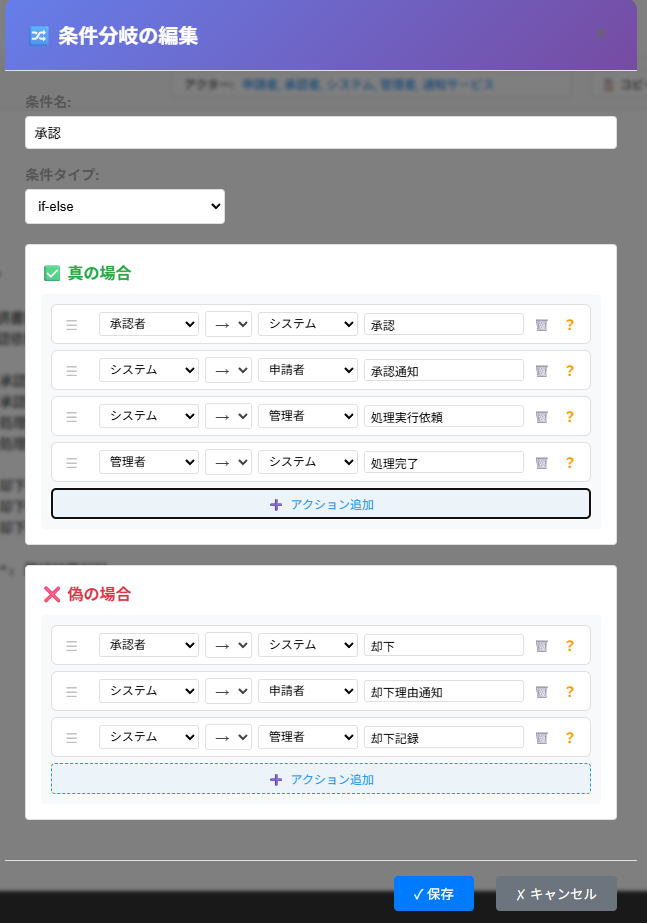 条件分岐の編集
アクター: 申請者, 承認者, システム, 管理者, 通知サービス
コピ
条件名:
承認
条件タイプ:
if-else
真の場合
承認者 → システム 承認 ?
システム → 申請者 承認通知 ?
システム → 管理者 処理実行依頼 ?
管理者 → システム 処理完了 ?
+ アクション追加
偽の場合
承認者 → システム 却下 ?
システム → 申請者 却下理由通知 ?
システム → 管理者 却下記録 ?
+ アクション追加
✓ 保存
✗ キャンセル